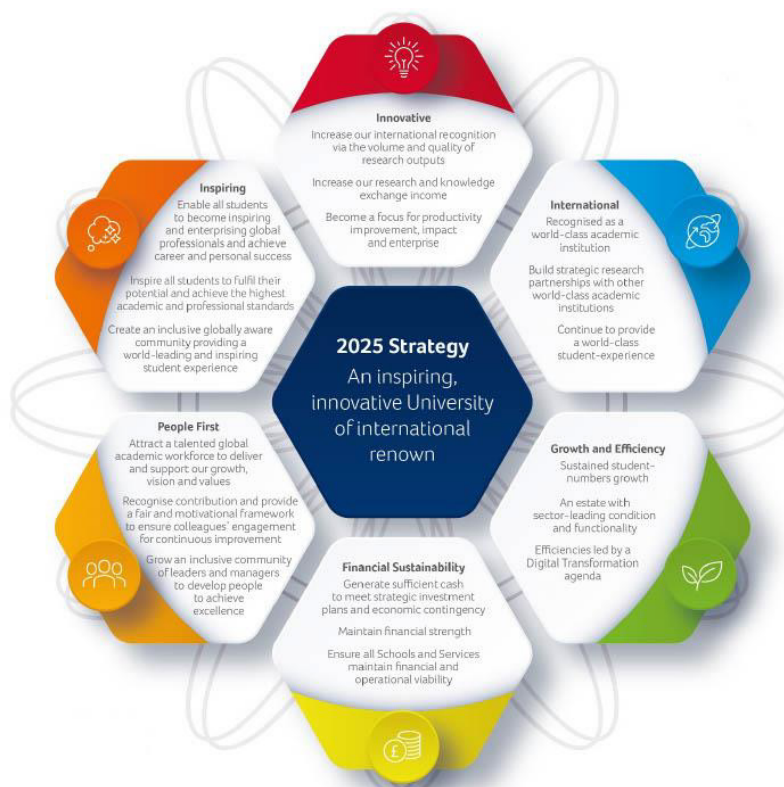 Innovative
Increase our international recognition
via the volume and quality of
research outputs
Increase our research and knowledge
exchange income
Become a focus for productivity
improvement, impact
and enterprise
Inspiring
Enable all students
to become inspiring
and enterprising global
professionals and achieve
career and personal success
Inspire all students to fulfil their
potential and achieve the highest
academic and professional standards
Create an inclusive globally aware
community providing a
world-leading and inspiring
student experience
International
Recognised as a
world-class academic
institution
Build strategic research
partnerships with other
world-class academic
institutions
Continue to provide
a world-class
student-experience
2025 Strategy
An inspiring,
innovative University
of international
renown
People First
Attract a talented global
academic workforce to deliver
and support our growth,
vision and values
Recognise contribution and provide
a fair and motivational framework
to ensure colleagues' engagement
for continuous improvement
Grow an inclusive community
of leaders and managers
to develop people
to achieve
excellence
Growth and Efficiency
Sustained student-
numbers growth
An estate with
sector-leading condition
and functionality
Efficiencies led by a
Digital Transformation
agenda
Financial Sustainability
Generate sufficient cash
to meet strategic investment
plans and economic contingency
Maintain financial strength
Ensure all Schools and Services
maintain financial and
operational viability
£